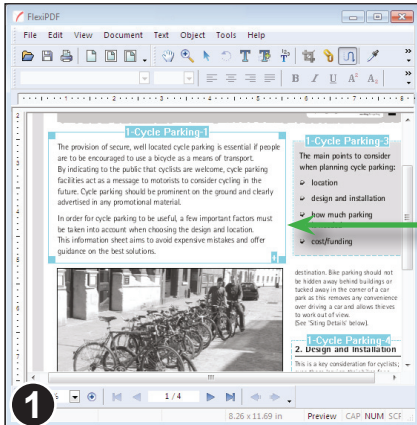 FlexiPDF
File Edit View Document Text Object Tools Help
B I U A² A₂
1-Cycle Parking-1
The provision of secure, well located cycle parking is essential if people
are to be encouraged to use a bicycle as a means of transport.
By indicating to the public that cyclists are welcome, cycle parking
facilities act as a message to motorists to consider cycling in the
future. Cycle parking should be prominent on the ground and clearly
advertised in any promotional material.
In order for cycle parking to be useful, a few important factors must
be taken into account when choosing the design and location.
This information sheet aims to avoid expensive mistakes and offer
guidance on the best solutions.
1-Cycle Parking-3
The main points to consider
when planning cycle parking:
location
design and installation
how much parking
cost/funding
destination. Bike parking should not
be hidden away behind buildings or
tucked away in the corner of a car
park as this removes any convenience
over driving a car and allows thieves
to work out of view.
(See 'Siting Details' below).
1-Cycle Parking-4
2. Design and Installation
This is a key consideration for cyclists;
1
%
1 / 4
8.26 x 11.69 in Preview CAP NUM SCF